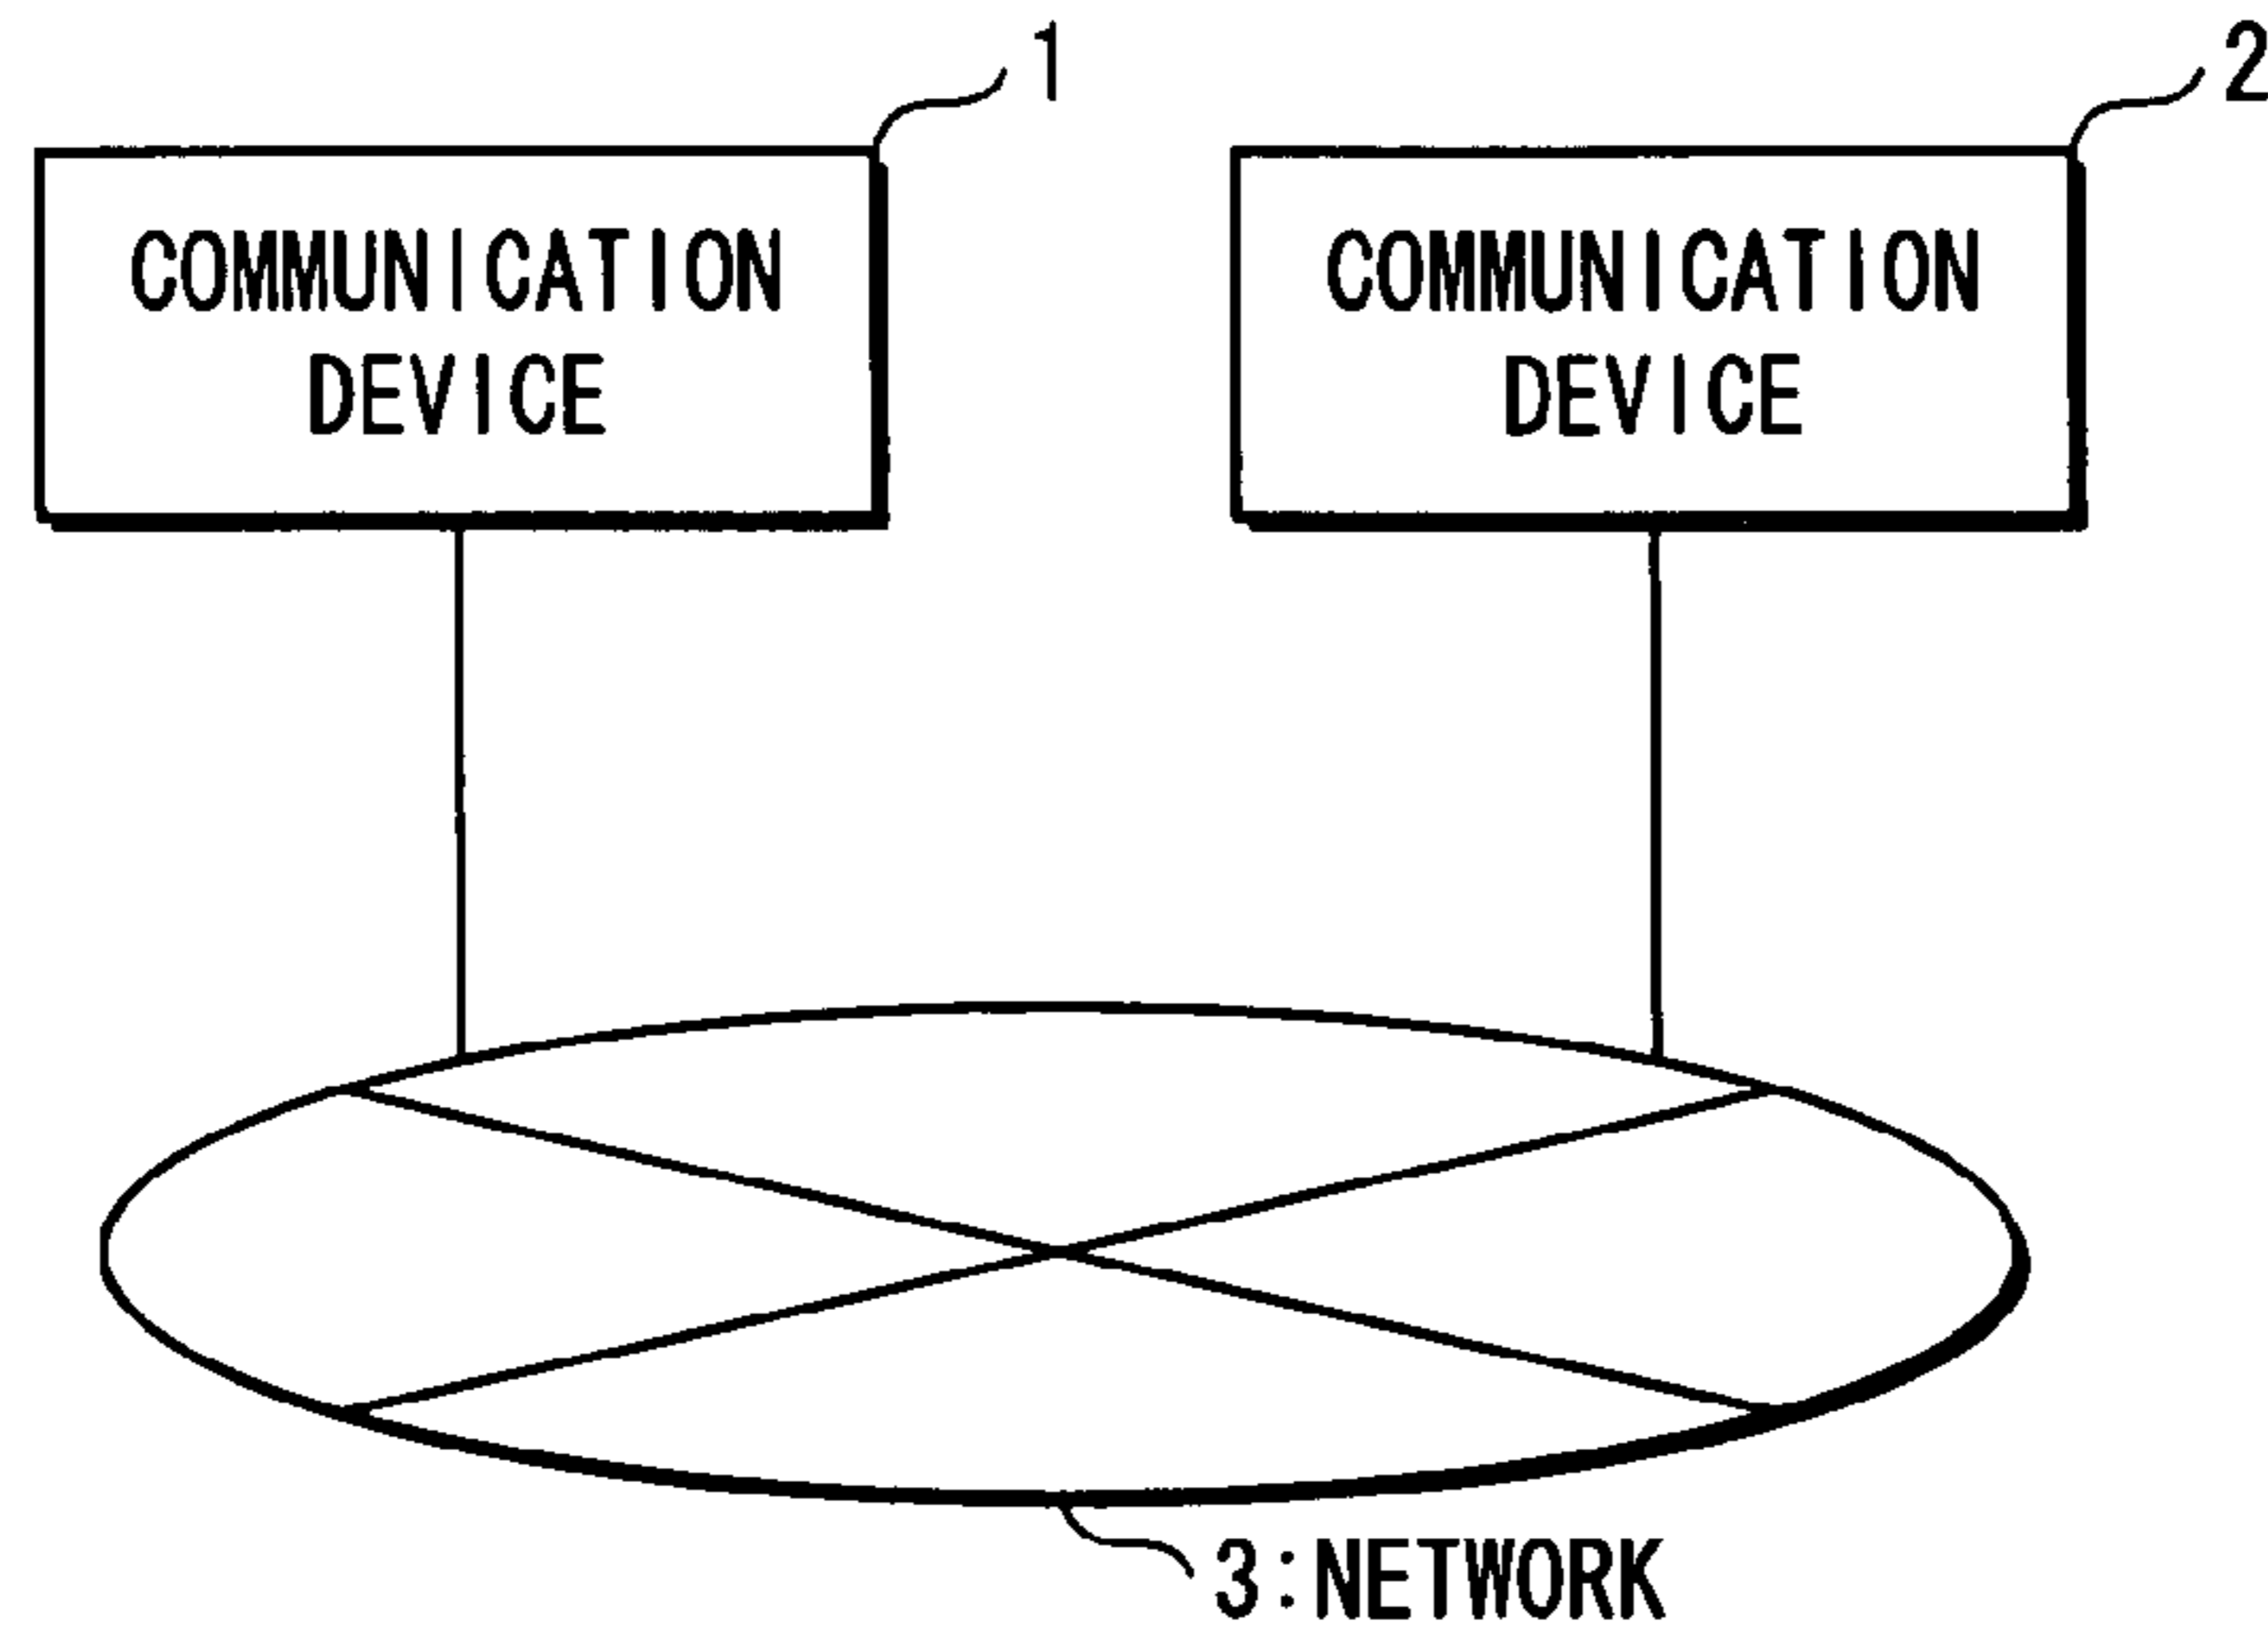 1
2
COMMUNICATION
DEVICE
COMMUNICATION
DEVICE
3:NETWORK